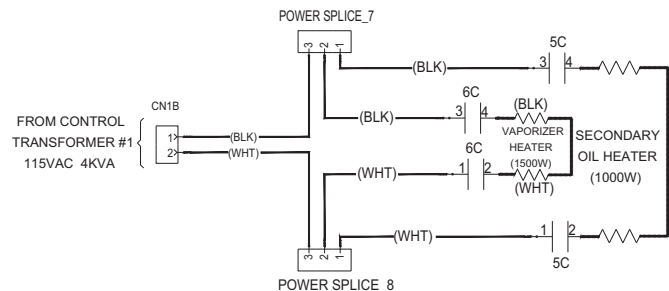 POWER SPLICE_7
3 2 1
5C
3 4
(BLK)
6C
(BLK)
3 4
(BLK)
CN1B
FROM CONTROL
TRANSFORMER #1
115VAC 4KVA
1
2
(BLK)
(WHT)
VAPORIZER
HEATER
(1500W)
SECONDARY
OIL HEATER
(1000W)
6C
(WHT)
1 2
(WHT)
(WHT)
1 2
5C
3 2 1
POWER SPLICE_8